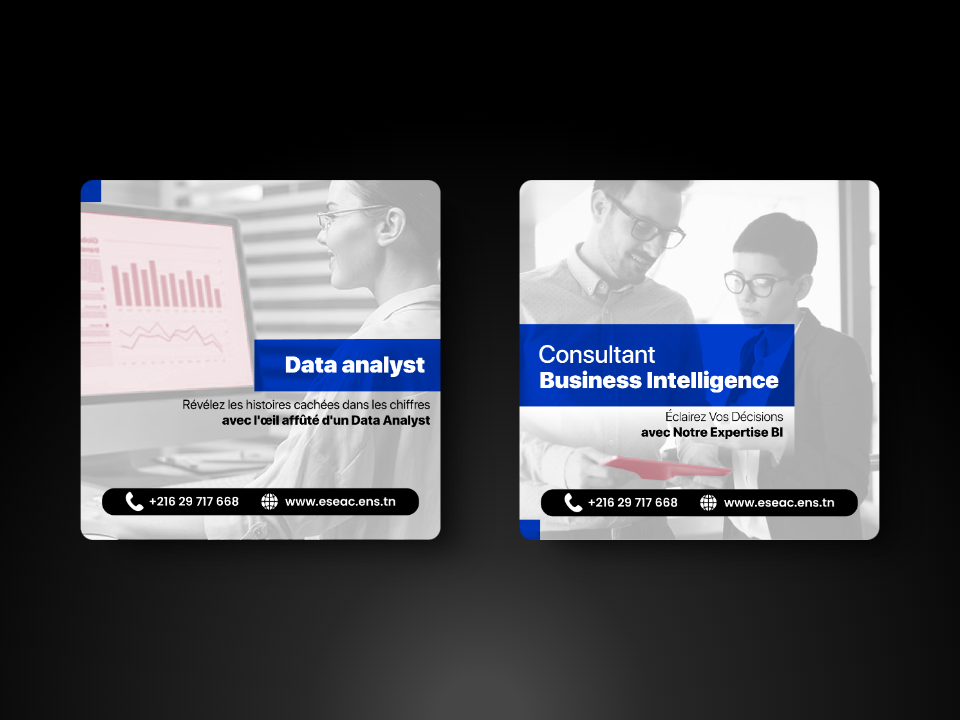 Data analyst
Révélez les histoires cachées dans les chiffres
avec l'œil affûté d'un Data Analyst
+216 29 717 668 www.eseac.ens.tn
Consultant
Business Intelligence
Éclairez Vos Décisions
avec Notre Expertise BI
+216 29 717 668 www.eseac.ens.tn